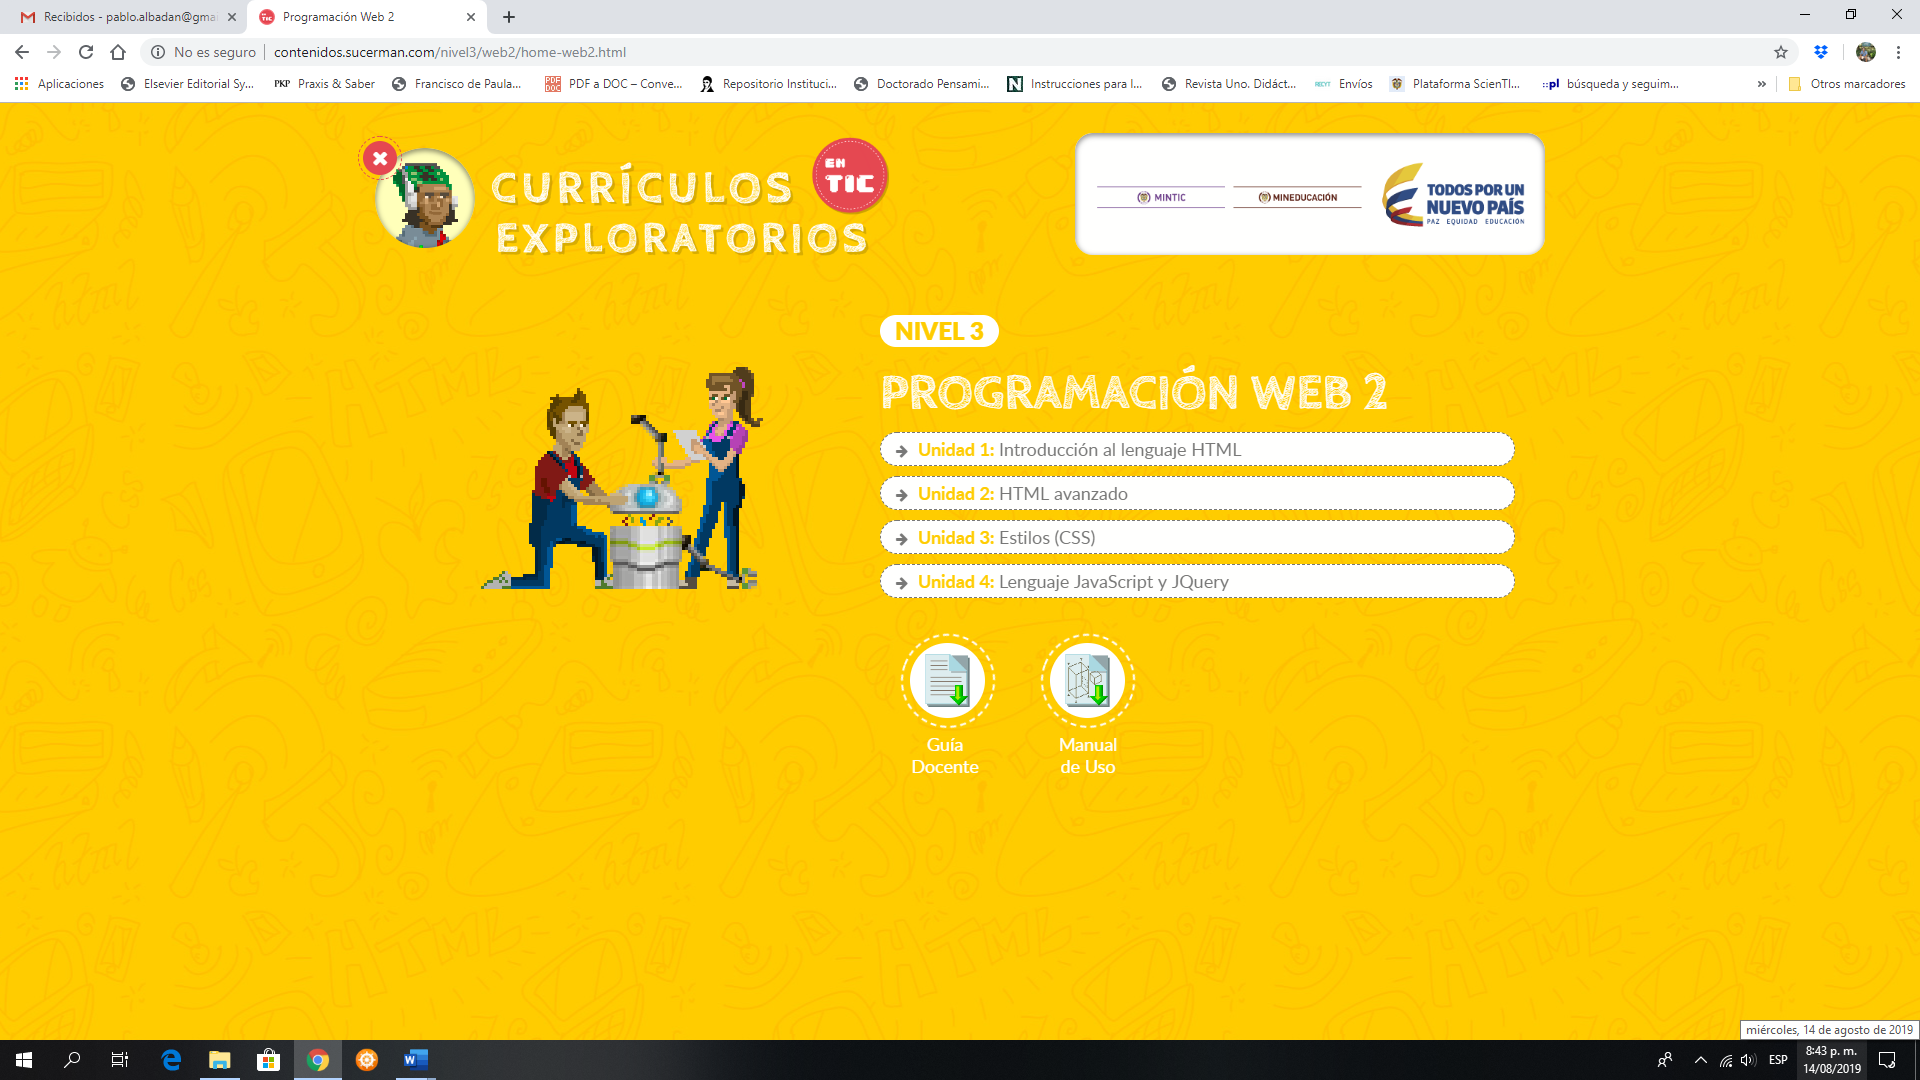 Recibidos - pablo.albadan@gma
Programación Web 2
No es seguro
contenidos.sucerman.com/nivel3/web2/home-web2.html
Aplicaciones
Elsevier Editorial Sy...
PKP Praxis & Saber
Francisco de Paula...
PDF DOC PDF a DOC – Conve...
Repositorio Instituci...
Doctorado Pensami...
N Instrucciones para l...
Revista Uno. Didáct...
RECYT Envíos
Plataforma ScienTI...
::pl búsqueda y seguim...
»
Otros marcadores
CURRÍCULOS
EXPLORATORIOS
EN
TIC
MINTIC
MINEDUCACIÓN
TODOS POR UN
NUEVO PAÍS
PAZ EQUIDAD EDUCACIÓN
NIVEL 3
PROGRAMACIÓN WEB 2
Unidad 1: Introducción al lenguaje HTML
Unidad 2: HTML avanzado
Unidad 3: Estilos (CSS)
Unidad 4: Lenguaje JavaScript y JQuery
Guía
Docente
Manual
de Uso
miércoles, 14 de agosto de 2019
ESP
8:43 p. m.
14/08/2019